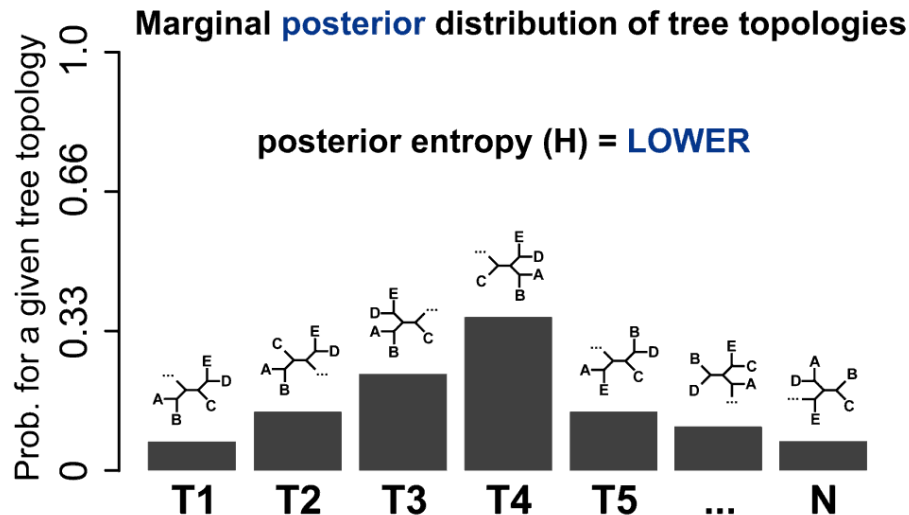 Marginal posterior distribution of tree topologies
posterior entropy (H) = LOWER
Prob. for a given tree topology
1.0
0.66
0.33
0
... E D A B C
C E D A B ...
E D ... A B C
... E D C A B
... B D A E C
B E C D A ...
A D B ... E C
T1 T2 T3 T4 T5 ... N